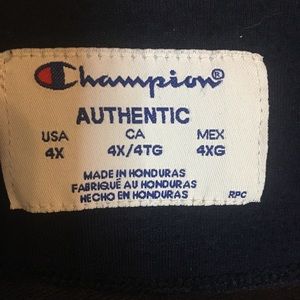 Champion®
AUTHENTIC
USA CA MEX
4X 4X/4TG 4XG
MADE IN HONDURAS
FABRIQUÉ AU HONDURAS
HECHO EN HONDURAS
RPC